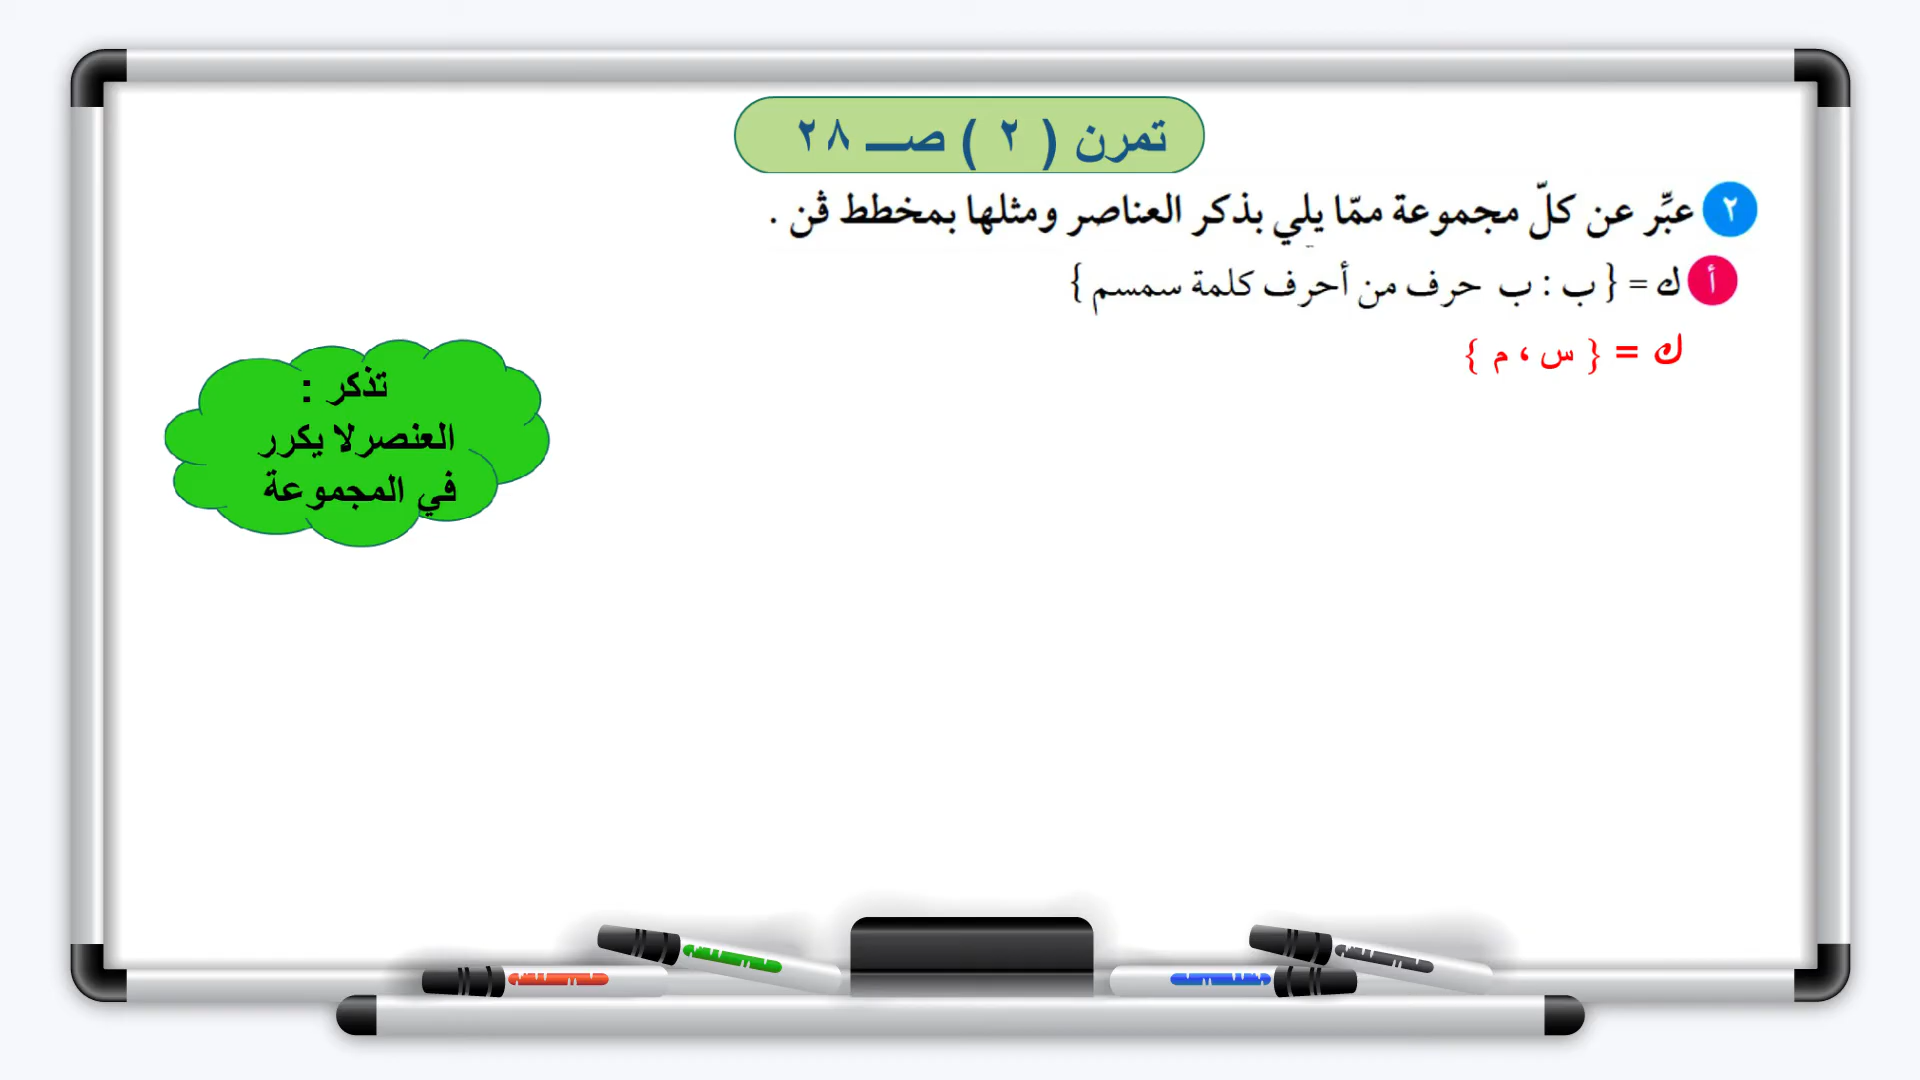 تمرن ( ٢ ) صـــ ٢٨
٢ عبِّر عن كلّ مجموعة ممّا يلي بذكر العناصر ومثلها بمخطط ڤن .
أ ك = { ب : ب حرف من أحرف كلمة سمسم }
ك = { س ، م }
تذكر :
العنصرلا يكرر
في المجموعة